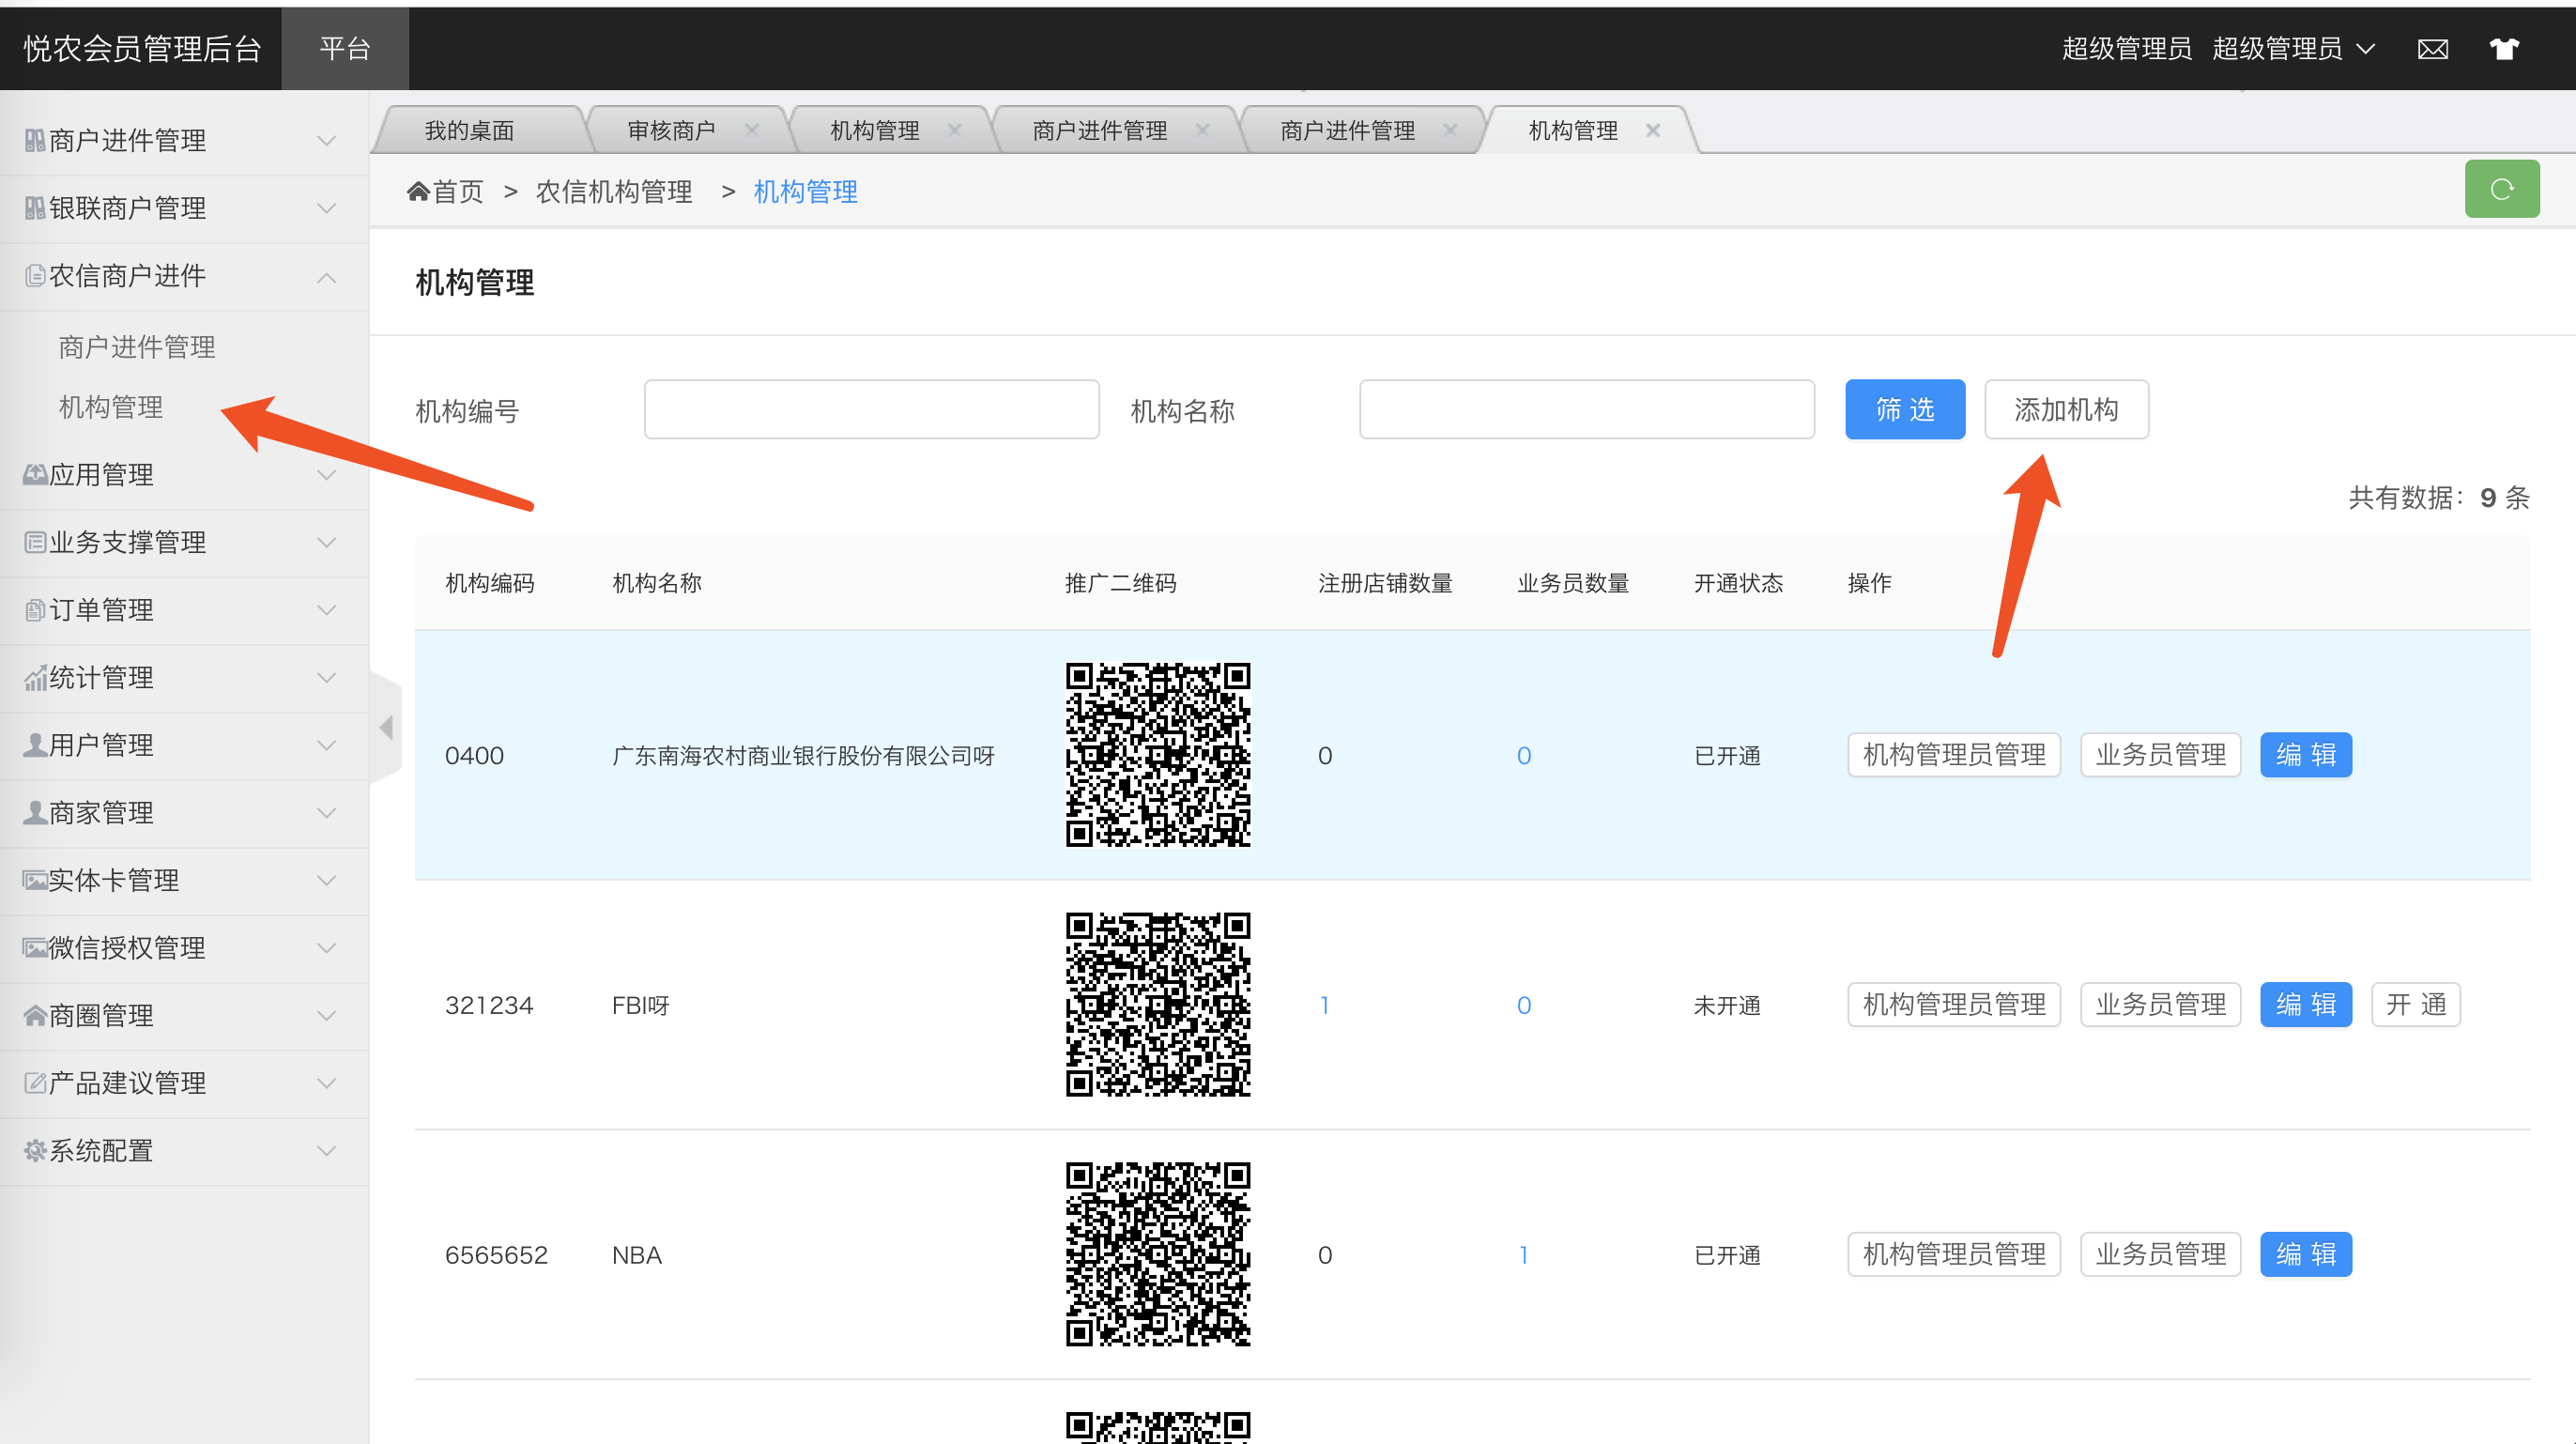 悦农会员管理后台 平台 超级管理员 超级管理员
我的桌面 审核商户 机构管理 商户进件管理 商户进件管理 机构管理
首页 > 农信机构管理 > 机构管理
商户进件管理
银联商户管理
农信商户进件
商户进件管理
机构管理
应用管理
业务支撑管理
订单管理
统计管理
用户管理
商家管理
实体卡管理
微信授权管理
商圈管理
产品建议管理
系统配置
机构管理
机构编号 机构名称 筛 选 添加机构
共有数据：9 条
机构编码 机构名称 推广二维码 注册店铺数量 业务员数量 开通状态 操作
0400 广东南海农村商业银行股份有限公司呀 0 0 已开通 机构管理员管理 业务员管理 编 辑
321234 FBI呀 1 0 未开通 机构管理员管理 业务员管理 编 辑 开 通
6565652 NBA 0 1 已开通 机构管理员管理 业务员管理 编 辑